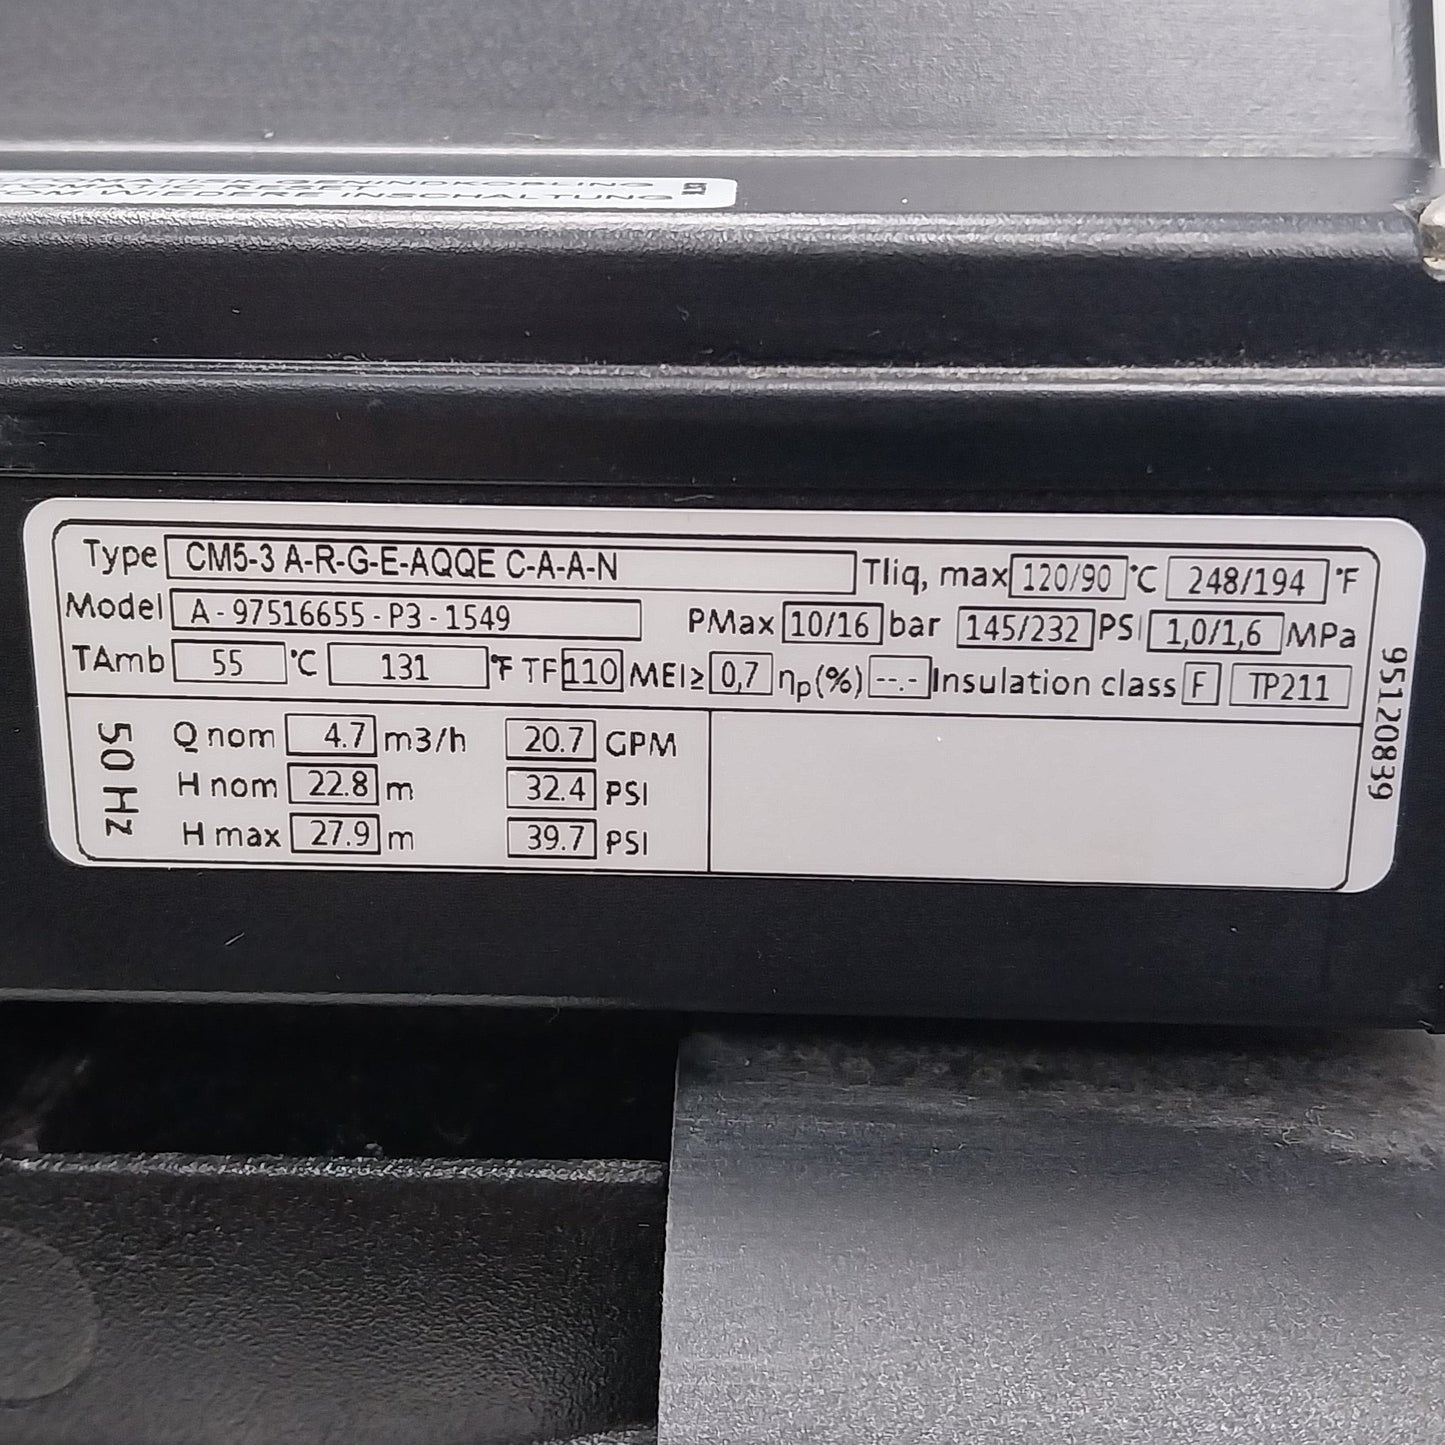 RESET
WIEDEREINSCHALTUNG
Type CM5-3 A-R-G-E-AQQE C-A-A-N Tliq, max 120/90 °C 248/194 °F
Model A - 97516655 - P3 - 1549 PMax 10/16 bar 145/232 PSI 1,0/1,6 MPa
TAmb 55 °C 131 °F TF 110 MEI≥ 0,7 ηp(%) --.- Insulation class F TP211
50 Hz
Q nom 4.7 m3/h 20.7 GPM
H nom 22.8 m 32.4 PSI
H max 27.9 m 39.7 PSI
95120839